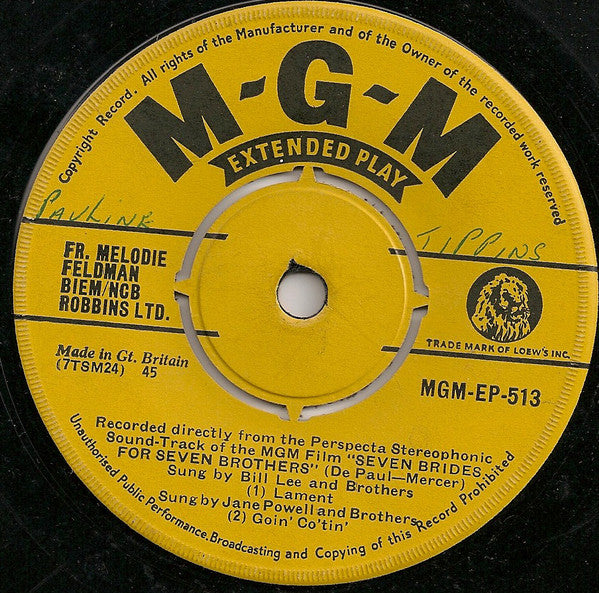 Copyright Record. All rights of the Manufacturer and of the Owner of the recorded work reserved
M-G-M
EXTENDED PLAY
Pauline Tippins
FR. MELODIE
FELDMAN
BIEM/NCB
ROBBINS LTD.
TRADE MARK OF LOEW'S INC.
Made in Gt. Britain
(7TSM24) 45
MGM-EP-513
Recorded directly from the Perspecta Stereophonic
Sound-Track of the MGM Film "SEVEN BRIDES
FOR SEVEN BROTHERS" (De Paul—Mercer)
Sung by Bill Lee and Brothers
(1) Lament
Sung by Jane Powell and Brothers
(2) Goin' Co'tin'
Unauthorised Public Performance, Broadcasting and Copying of this Record Prohibited